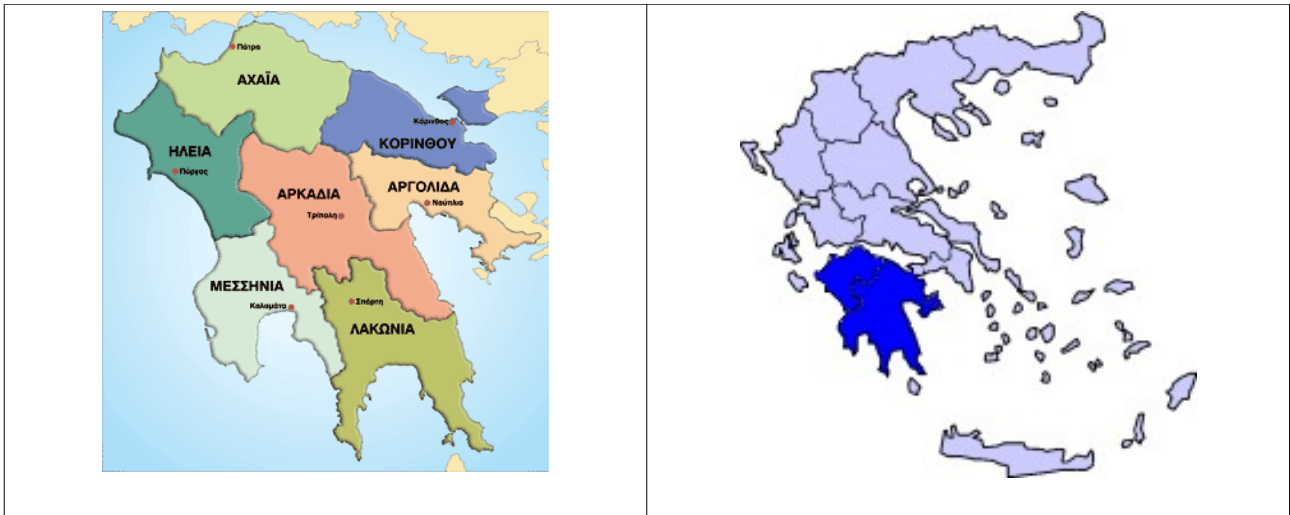 Πάτρα
ΑΧΑΪΑ
Κόρινθος
ΚΟΡΙΝΘΟΥ
ΗΛΕΙΑ
Πύργος
ΑΡΚΑΔΙΑ
Τρίπολη
ΑΡΓΟΛΙΔΑ
Ναύπλιο
ΜΕΣΣΗΝΙΑ
Καλαμάτα
Σπάρτη
ΛΑΚΩΝΙΑ